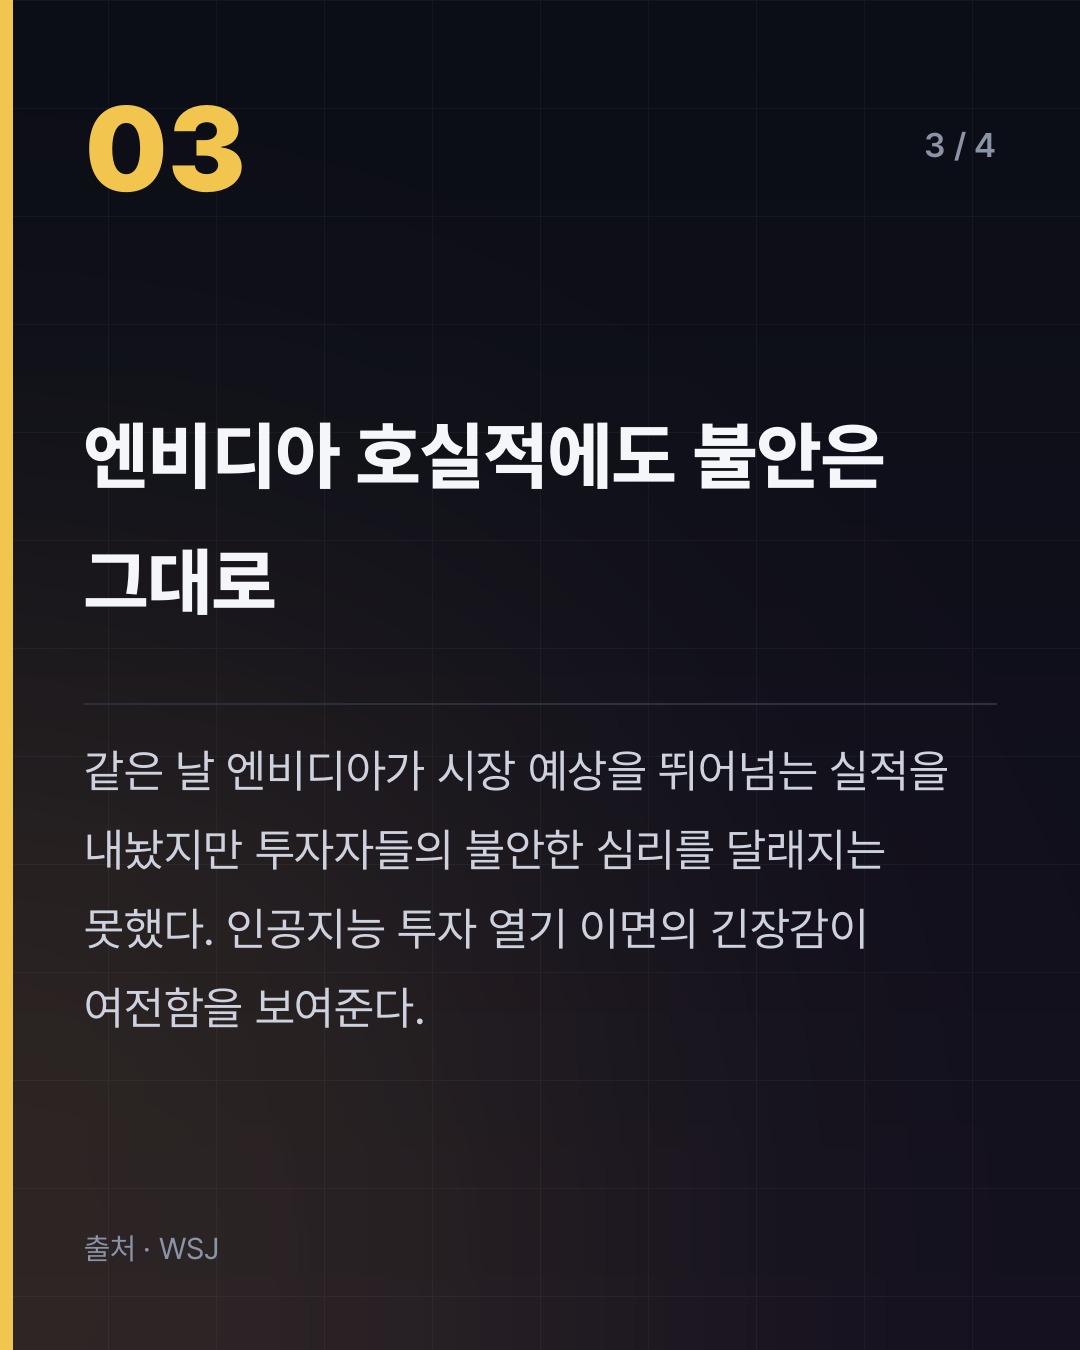 03
3 / 4
엔비디아 호실적에도 불안은
그대로
같은 날 엔비디아가 시장 예상을 뛰어넘는 실적을
내놨지만 투자자들의 불안한 심리를 달래지는
못했다. 인공지능 투자 열기 이면의 긴장감이
여전함을 보여준다.
출처 · WSJ